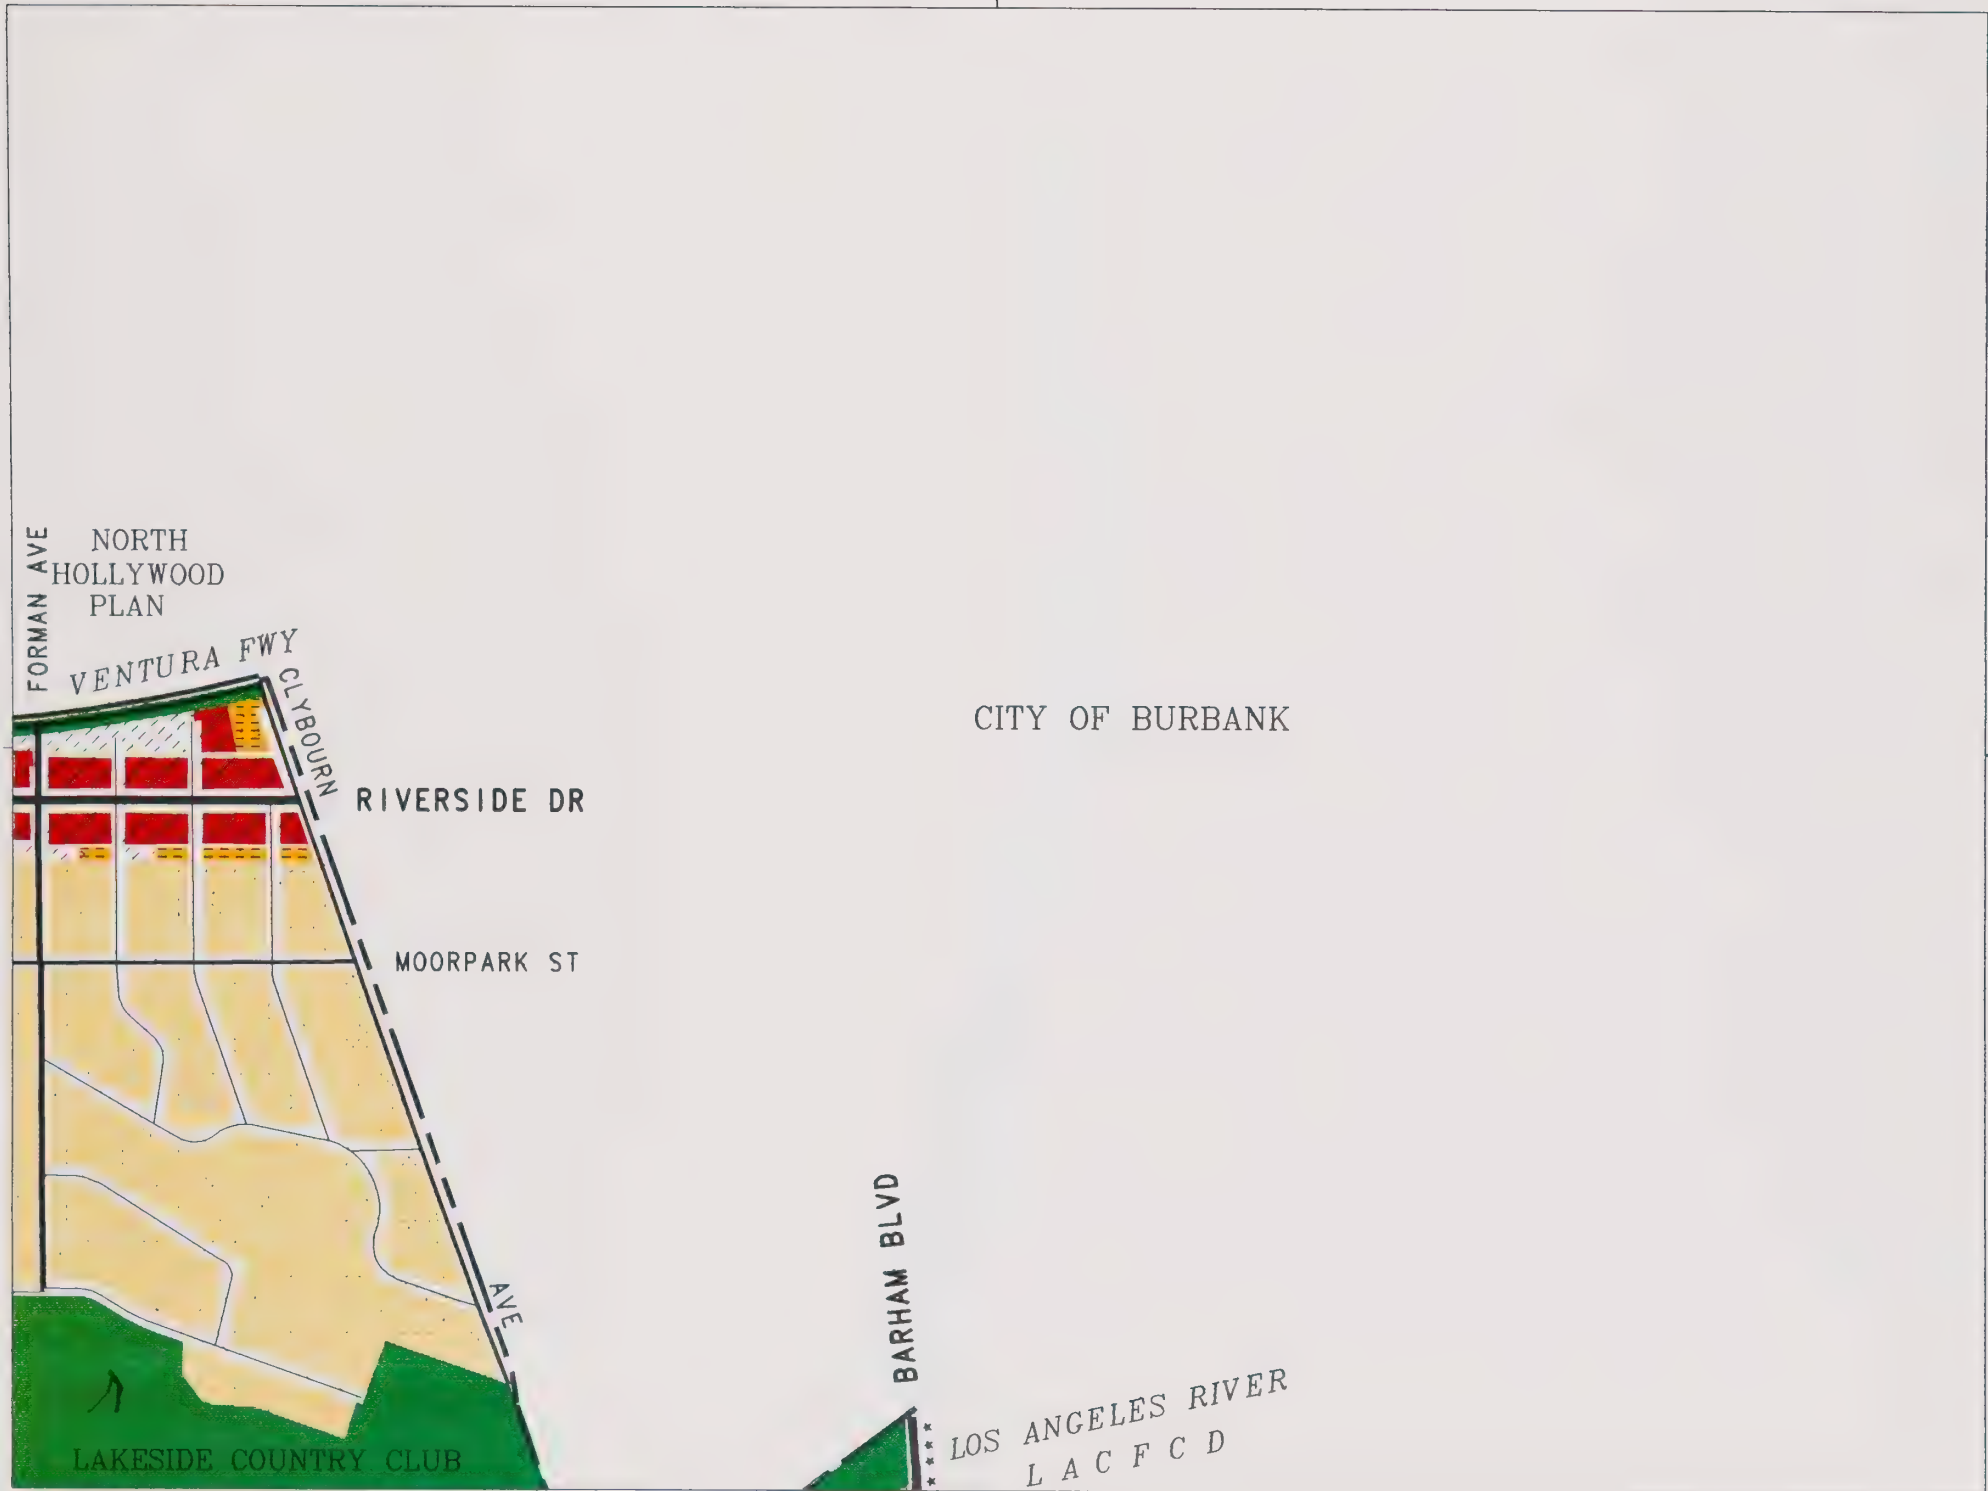 FORMAN AVE
NORTH
HOLLYWOOD
PLAN
VENTURA FWY
CLYBOURN
CITY OF BURBANK
RIVERSIDE DR
MOORPARK ST
AVE
BARHAM BLVD
LOS ANGELES RIVER
L A C F C D
LAKESIDE COUNTRY CLUB